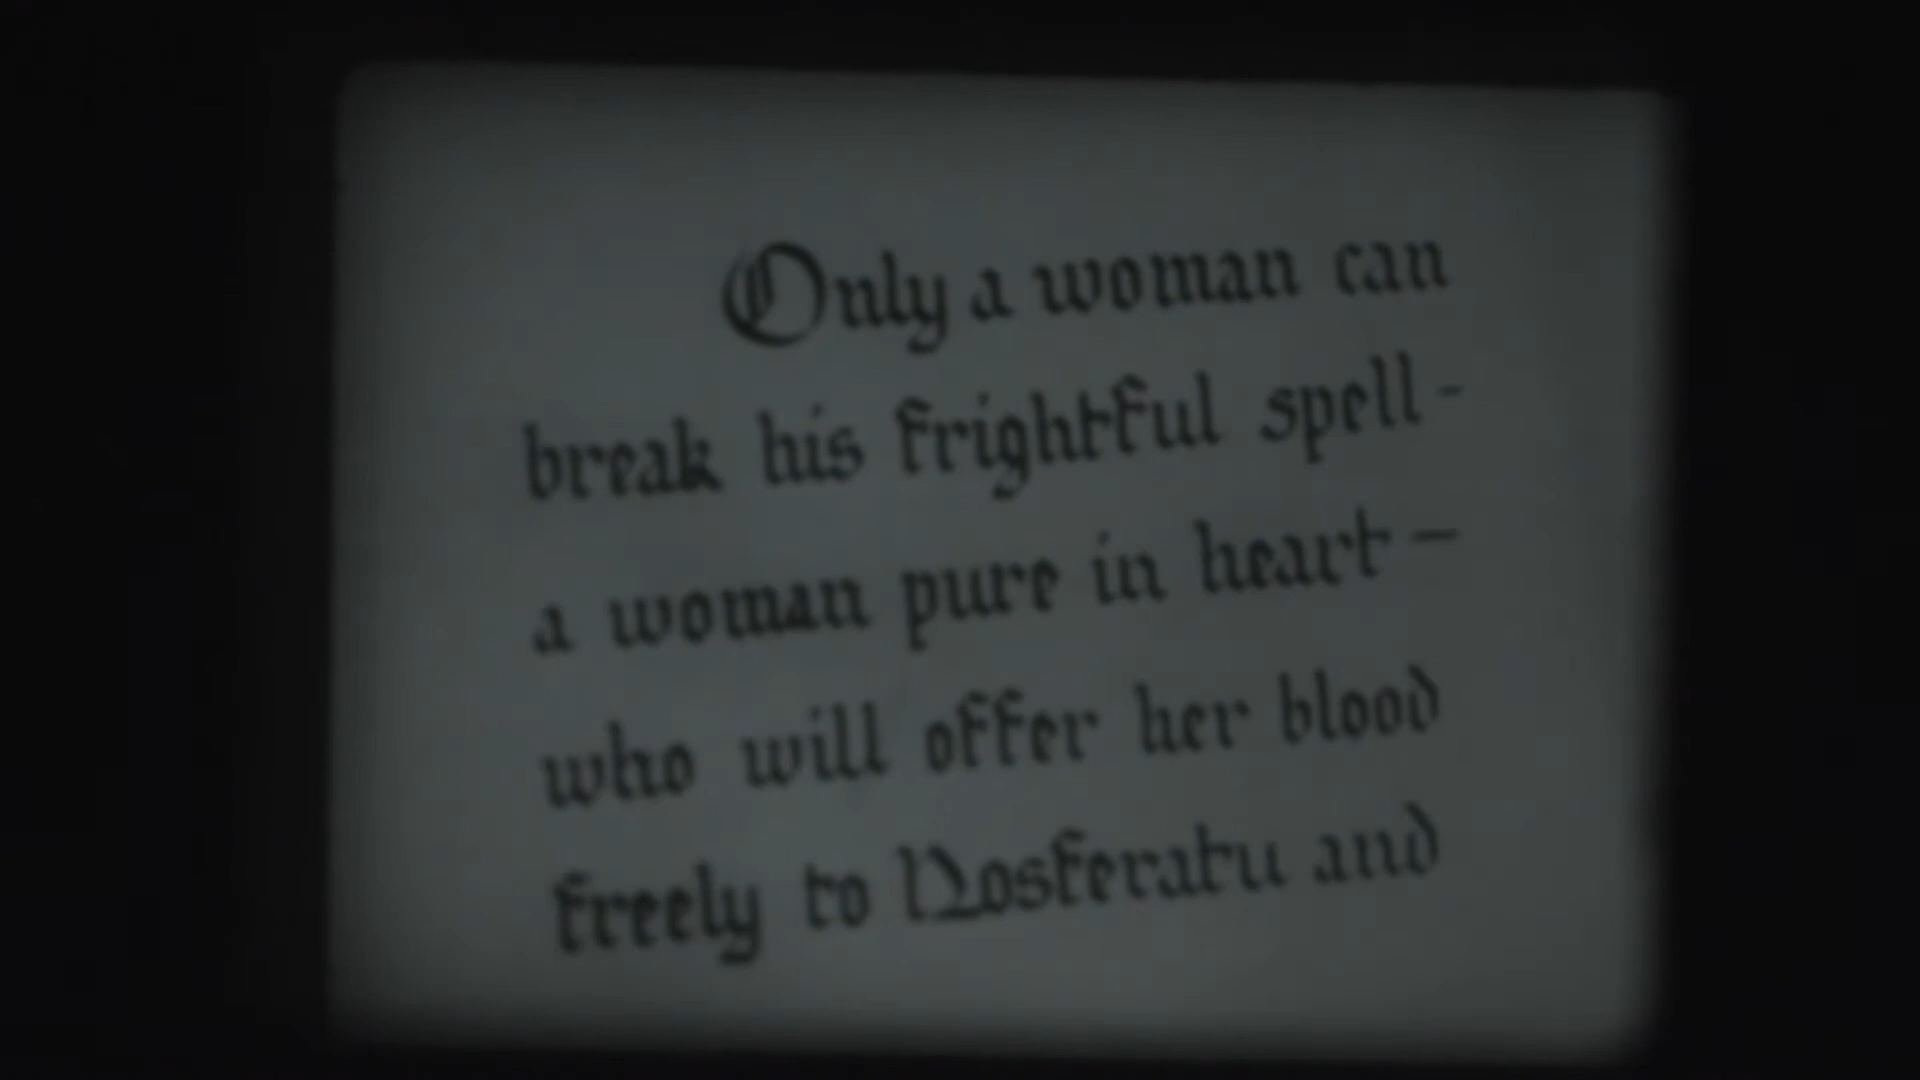 Only a woman can
break his frightful spell -
a woman pure in heart —
who will offer her blood
freely to Nosferatu and